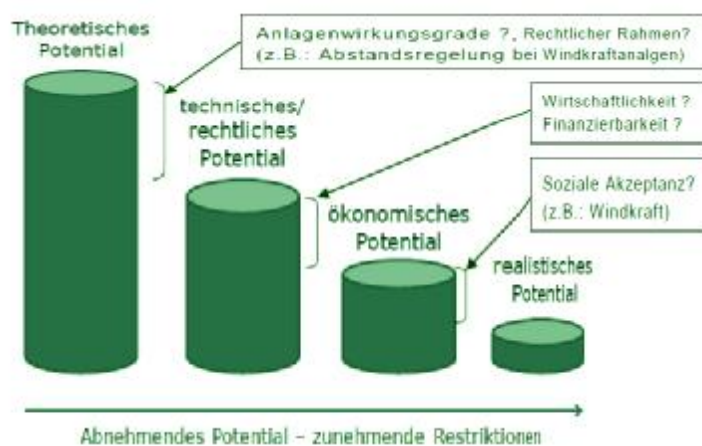 Theoretisches
Potential
Anlagenwirkungsgrade ?, Rechtlicher Rahmen?
(z.B.: Abstandsregelung bei Windkraftanalgen)
technisches/
rechtliches
Potential
Wirtschaftlichkeit ?
Finanzierbarkeit ?
ökonomisches
Potential
Soziale Akzeptanz?
(z.B.: Windkraft)
realistisches
Potential
Abnehmendes Potential – zunehmende Restriktionen